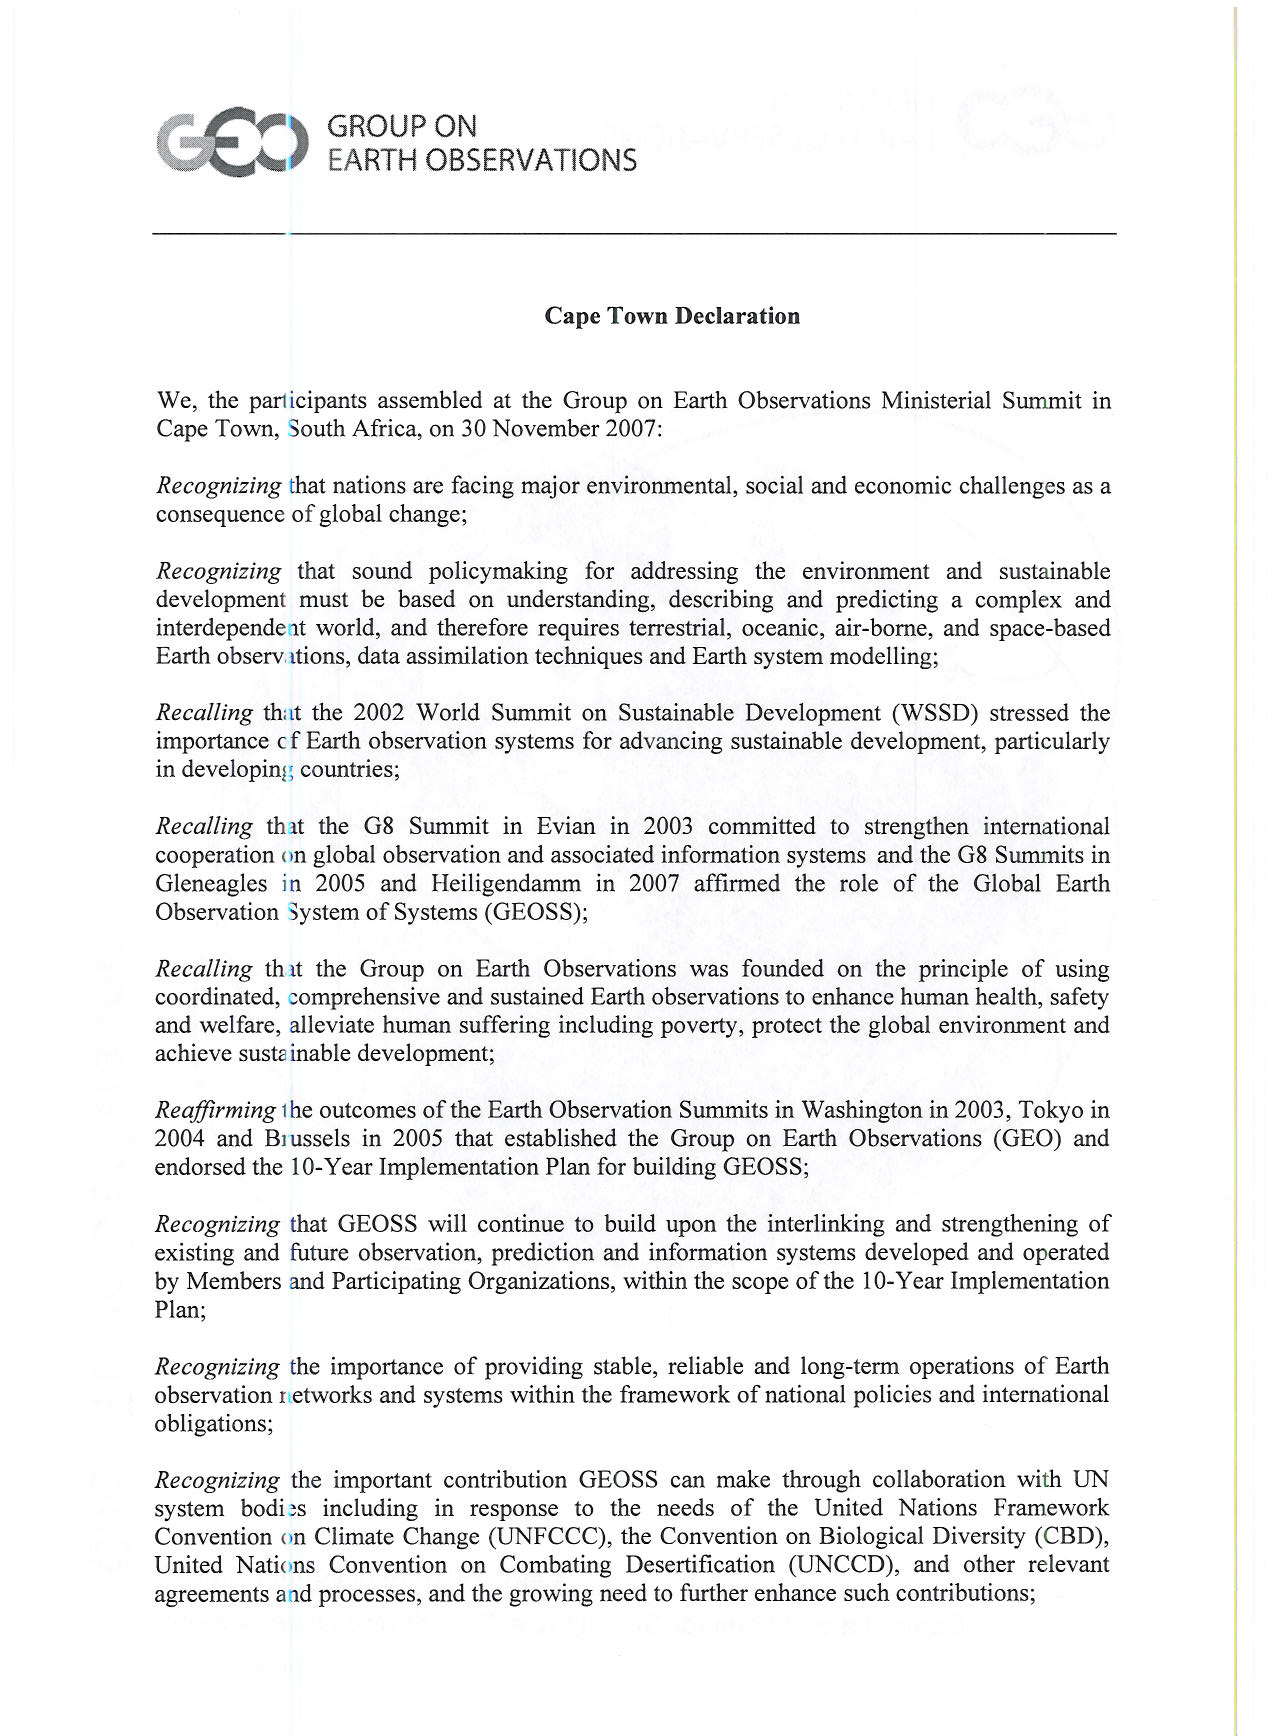 GEO GROUP ON
EARTH OBSERVATIONS
Cape Town Declaration
We, the participants assembled at the Group on Earth Observations Ministerial Summit in
Cape Town, South Africa, on 30 November 2007:
Recognizing that nations are facing major environmental, social and economic challenges as a
consequence of global change;
Recognizing that sound policymaking for addressing the environment and sustainable
development must be based on understanding, describing and predicting a complex and
interdependent world, and therefore requires terrestrial, oceanic, air-borne, and space-based
Earth observations, data assimilation techniques and Earth system modelling;
Recalling that the 2002 World Summit on Sustainable Development (WSSD) stressed the
importance of Earth observation systems for advancing sustainable development, particularly
in developing countries;
Recalling that the G8 Summit in Evian in 2003 committed to strengthen international
cooperation on global observation and associated information systems and the G8 Summits in
Gleneagles in 2005 and Heiligendamm in 2007 affirmed the role of the Global Earth
Observation System of Systems (GEOSS);
Recalling that the Group on Earth Observations was founded on the principle of using
coordinated, comprehensive and sustained Earth observations to enhance human health, safety
and welfare, alleviate human suffering including poverty, protect the global environment and
achieve sustainable development;
Reaffirming the outcomes of the Earth Observation Summits in Washington in 2003, Tokyo in
2004 and Brussels in 2005 that established the Group on Earth Observations (GEO) and
endorsed the 10-Year Implementation Plan for building GEOSS;
Recognizing that GEOSS will continue to build upon the interlinking and strengthening of
existing and future observation, prediction and information systems developed and operated
by Members and Participating Organizations, within the scope of the 10-Year Implementation
Plan;
Recognizing the importance of providing stable, reliable and long-term operations of Earth
observation networks and systems within the framework of national policies and international
obligations;
Recognizing the important contribution GEOSS can make through collaboration with UN
system bodies including in response to the needs of the United Nations Framework
Convention on Climate Change (UNFCCC), the Convention on Biological Diversity (CBD),
United Nations Convention on Combating Desertification (UNCCD), and other relevant
agreements and processes, and the growing need to further enhance such contributions;